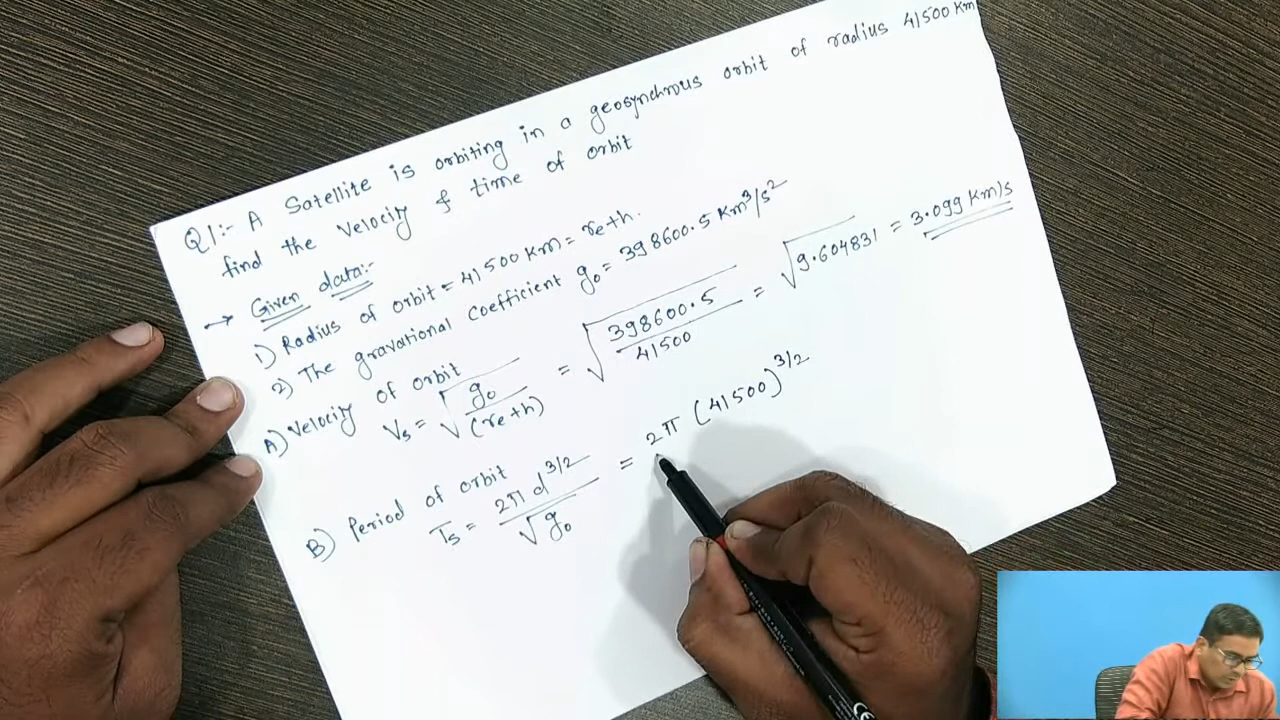 Q1:- A Satellite is orbiting in a geosynchrous orbit of radius 41500 Km
find the Velocity & time of orbit
→ Given data:-
1) Radius of orbit = 41500 Km = re+h.
2) The gravational Coefficient g₀ = 398600.5 Km³/s²
A) Velocity of orbit
Vs = √(g₀/(re+h)) = √(398600.5/41500) = √9.604831 = 3.099 Km/s
B) Period of orbit
Ts = 2π d^3/2 / √g₀ = 2π (41500)^3/2
CE